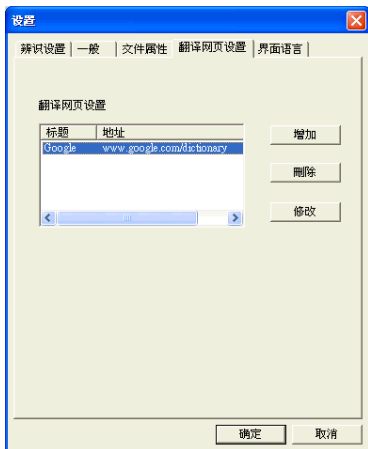 设置
辨识设置 一般 文件属性 翻译网页设置 界面语言
翻译网页设置
标题 地址
Google www.google.com/dictionary
增加
刪除
修改
确定 取消